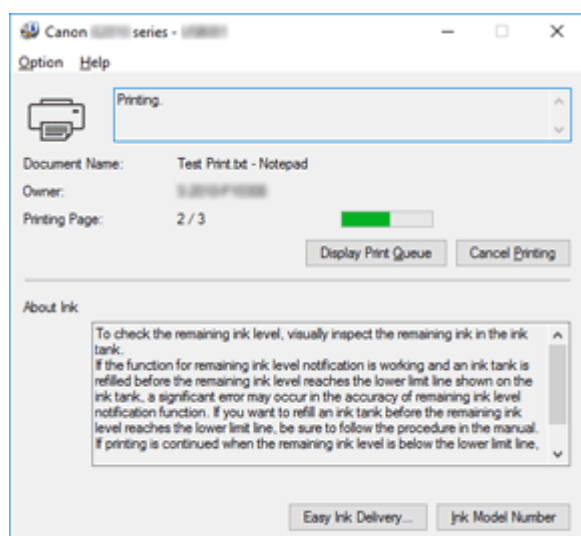 Canon series -
Option Help
Printing.
Document Name: Test Print.txt - Notepad
Owner:
Printing Page: 2 / 3
Display Print Queue Cancel Printing
About Ink
To check the remaining ink level, visually inspect the remaining ink in the ink
tank.
If the function for remaining ink level notification is working and an ink tank is
refilled before the remaining ink level reaches the lower limit line shown on the
ink tank, a significant error may occur in the accuracy of remaining ink level
notification function. If you want to refill an ink tank before the remaining ink
level reaches the lower limit line, be sure to follow the procedure in the manual.
If printing is continued when the remaining ink level is below the lower limit line,
Easy Ink Delivery... Ink Model Number